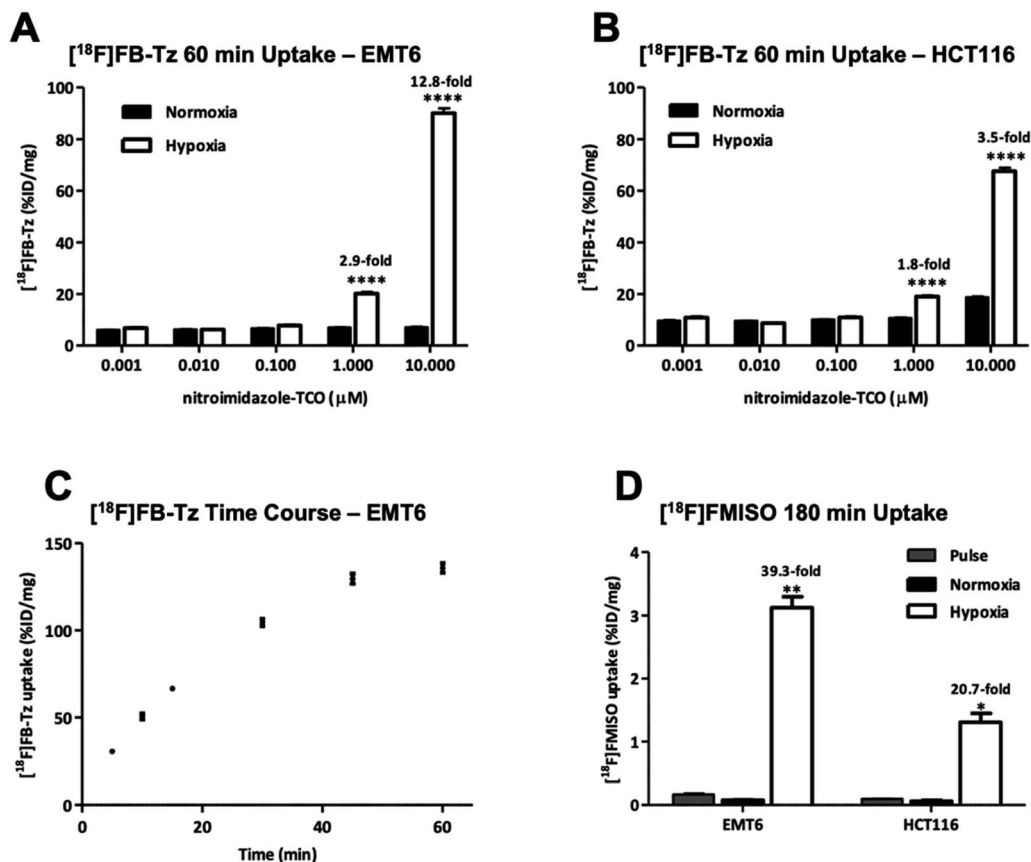 A
[¹⁸F]FB-Tz 60 min Uptake – EMT6
[¹⁸F]FB-Tz (%ID/mg)
100
80
60
40
20
0
Normoxia
Hypoxia
2.9-fold
****
12.8-fold
****
0.001 0.010 0.100 1.000 10.000
nitroimidazole-TCO (μM)
B
[¹⁸F]FB-Tz 60 min Uptake – HCT116
[¹⁸F]FB-Tz (%ID/mg)
100
80
60
40
20
0
Normoxia
Hypoxia
1.8-fold
****
3.5-fold
****
0.001 0.010 0.100 1.000 10.000
nitroimidazole-TCO (μM)
C
[¹⁸F]FB-Tz Time Course – EMT6
[¹⁸F]FB-Tz uptake (%ID/mg)
150
100
50
0
0 20 40 60
Time (min)
D
[¹⁸F]FMISO 180 min Uptake
[¹⁸F]FMISO uptake (%ID/mg)
4
3
2
1
0
Pulse
Normoxia
Hypoxia
39.3-fold
**
20.7-fold
*
EMT6 HCT116